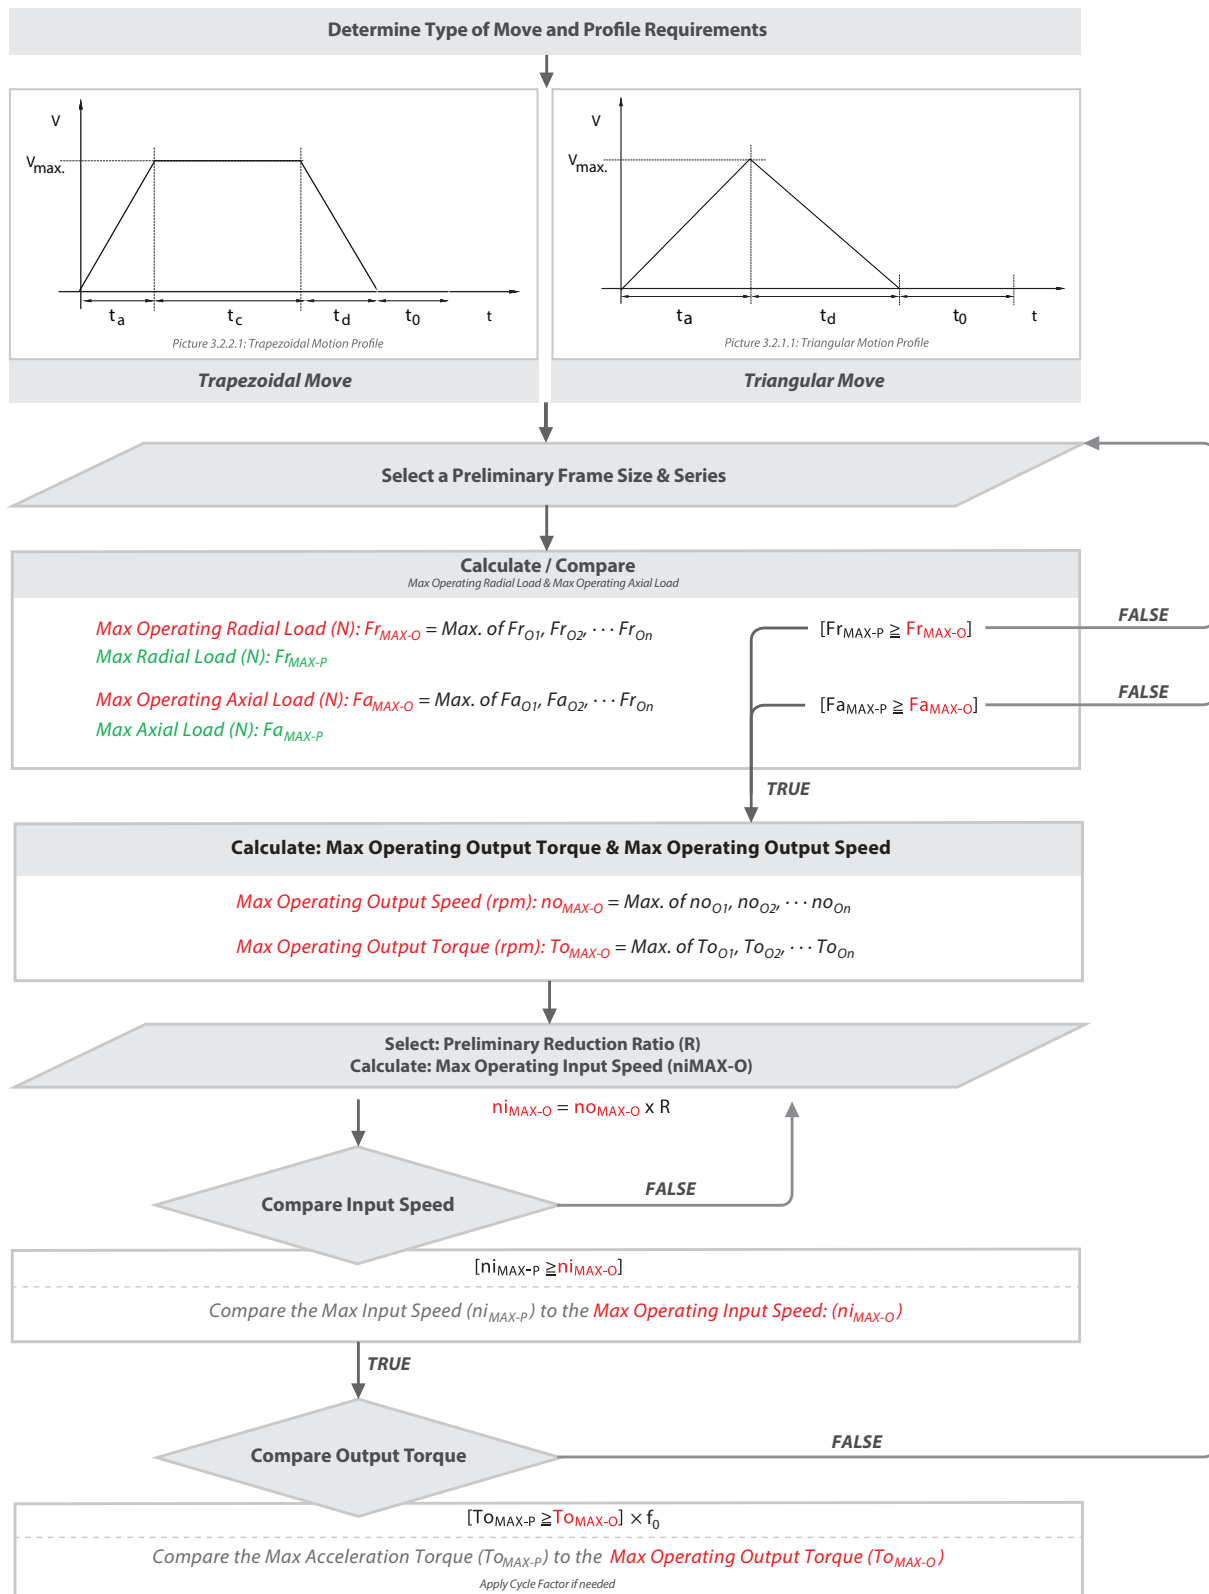 Determine Type of Move and Profile Requirements
V
Vmax.
ta
tc
td
t0
t
Picture 3.2.2.1: Trapezoidal Motion Profile
Trapezoidal Move
V
Vmax.
ta
td
t0
t
Picture 3.2.1.1: Triangular Motion Profile
Triangular Move
Select a Preliminary Frame Size & Series
Calculate / Compare
Max Operating Radial Load & Max Operating Axial Load
Max Operating Radial Load (N): FrMAX-O = Max. of FrO1, FrO2, ··· FrOn
Max Radial Load (N): FrMAX-P
Max Operating Axial Load (N): FaMAX-O = Max. of FaO1, FaO2, ··· FrOn
Max Axial Load (N): FaMAX-P
[FrMAX-P ≧ FrMAX-O]
FALSE
[FaMAX-P ≧ FaMAX-O]
FALSE
TRUE
Calculate: Max Operating Output Torque & Max Operating Output Speed
Max Operating Output Speed (rpm): noMAX-O = Max. of noO1, noO2, ··· noOn
Max Operating Output Torque (rpm): ToMAX-O = Max. of ToO1, ToO2, ··· ToOn
Select: Preliminary Reduction Ratio (R)
Calculate: Max Operating Input Speed (niMAX-O)
niMAX-O = noMAX-O x R
Compare Input Speed
FALSE
[niMAX-P ≧niMAX-O]
Compare the Max Input Speed (niMAX-P) to the Max Operating Input Speed: (niMAX-O)
TRUE
Compare Output Torque
FALSE
[ToMAX-P ≧ToMAX-O] × f0
Compare the Max Acceleration Torque (ToMAX-P) to the Max Operating Output Torque (ToMAX-O)
Apply Cycle Factor if needed